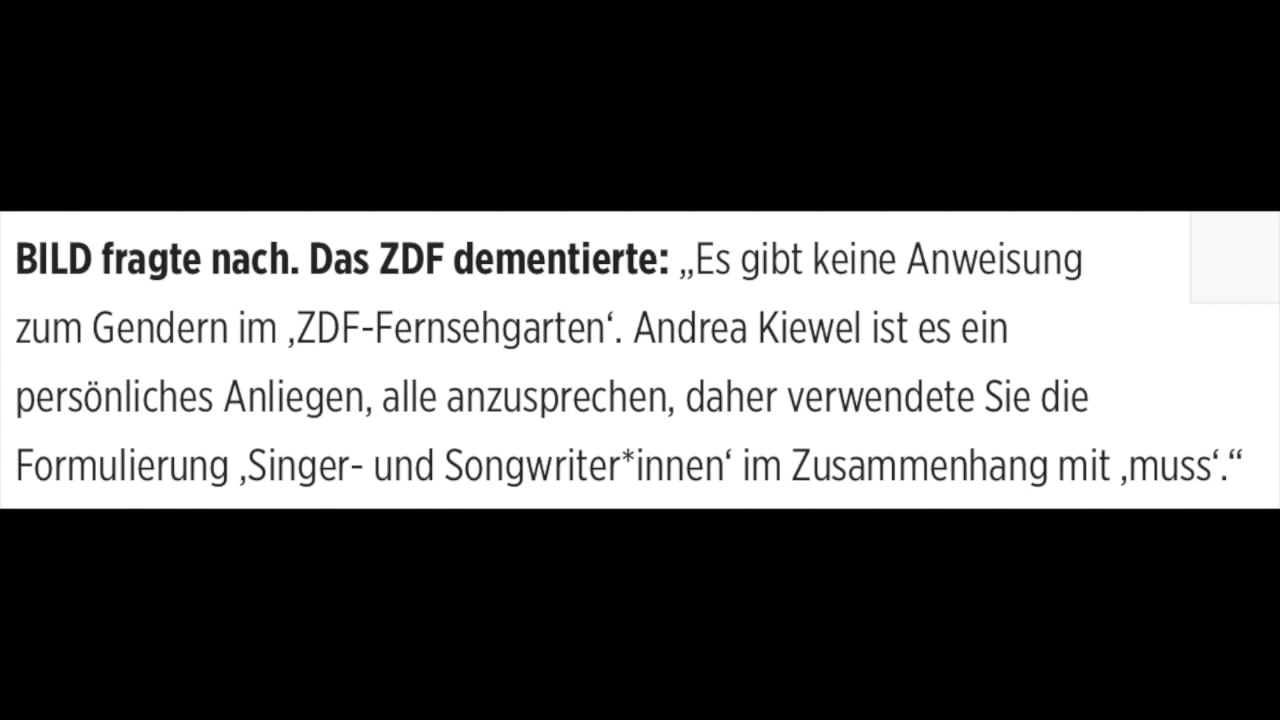 BILD fragte nach. Das ZDF dementierte: „Es gibt keine Anweisung
zum Gendern im ‚ZDF-Fernsehgarten‘. Andrea Kiewel ist es ein
persönliches Anliegen, alle anzusprechen, daher verwendete Sie die
Formulierung ‚Singer- und Songwriter*innen‘ im Zusammenhang mit ‚muss‘.“